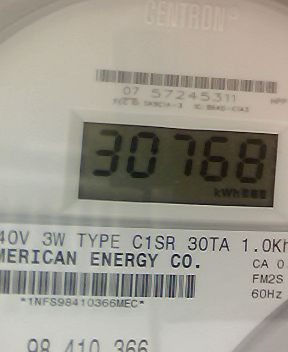 CENTRON®
07 57245311
30768
kWh
40V 3W TYPE C1SR 30TA 1.0Kh
MERICAN ENERGY CO. CA 0
FM2S
*1NFS98410366MEC* 60Hz
98 410 366